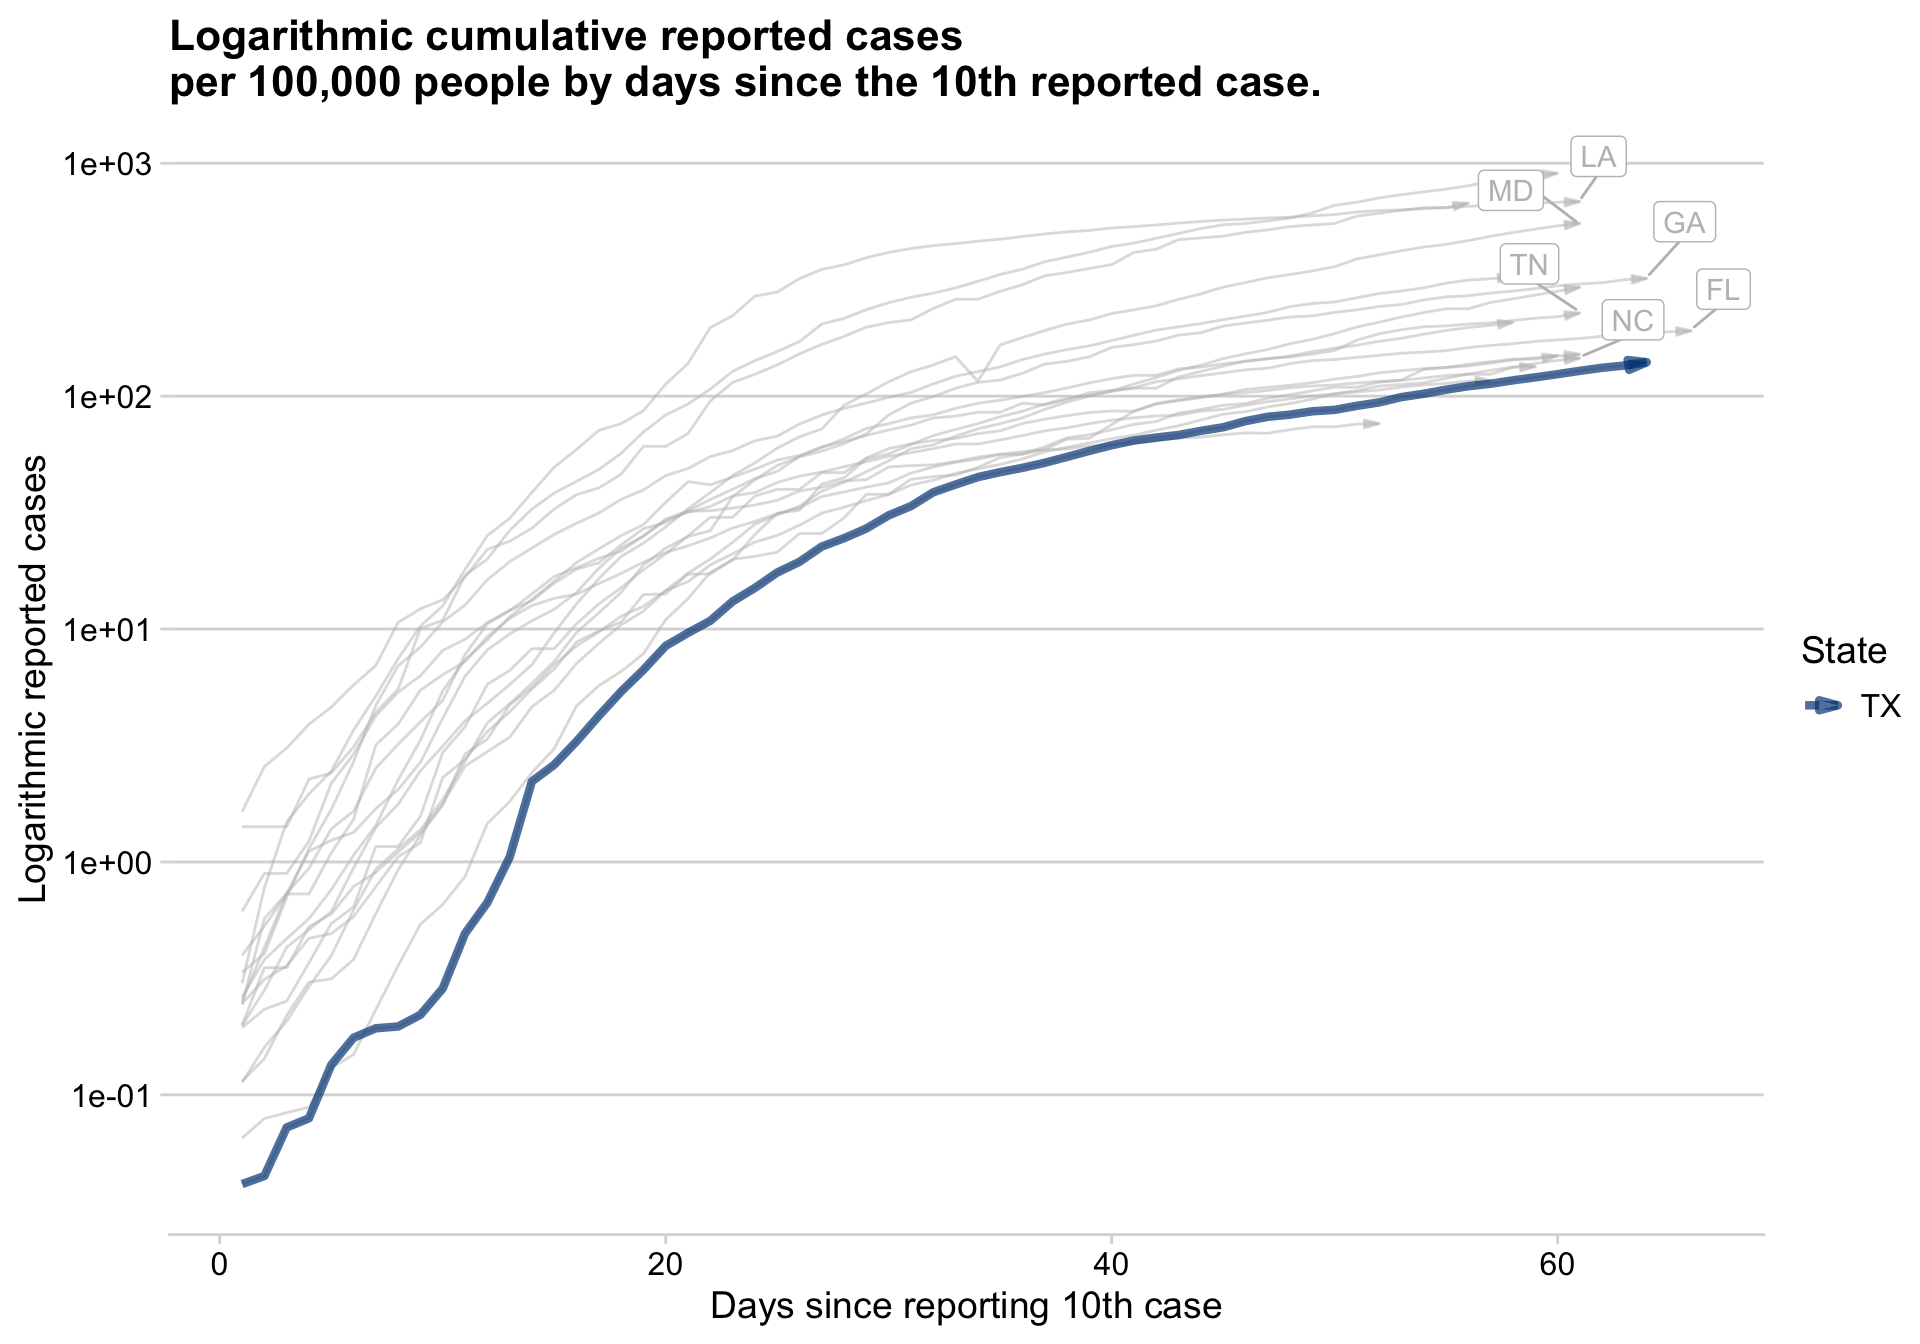 Logarithmic cumulative reported cases
per 100,000 people by days since the 10th reported case.
1e+03
1e+02
1e+01
1e+00
1e-01
Logarithmic reported cases
LA
MD
GA
TN
FL
NC
State
TX
0
20
40
60
Days since reporting 10th case